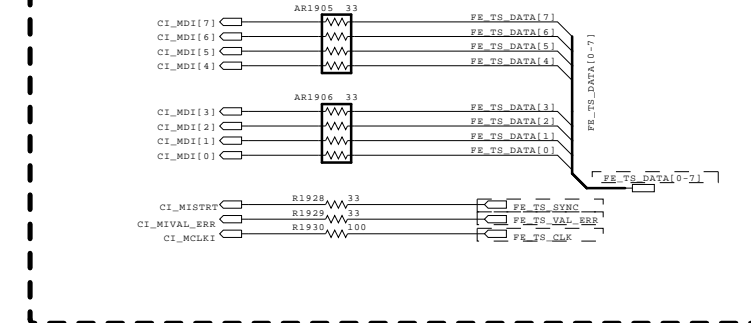 AR1905 33
CI_MDI[7] FE_TS_DATA[7]
CI_MDI[6] FE_TS_DATA[6]
CI_MDI[5] FE_TS_DATA[5]
CI_MDI[4] FE_TS_DATA[4]
FE_TS_DATA[0-7]
AR1906 33
CI_MDI[3] FE_TS_DATA[3]
CI_MDI[2] FE_TS_DATA[2]
CI_MDI[1] FE_TS_DATA[1]
CI_MDI[0] FE_TS_DATA[0]
FE_TS_DATA[0-7]
CI_MISTRT R1928 33 FE_TS_SYNC
CI_MIVAL_ERR R1929 33 FE_TS_VAL_ERR
CI_MCLKI R1930 100 FE_TS_CLK